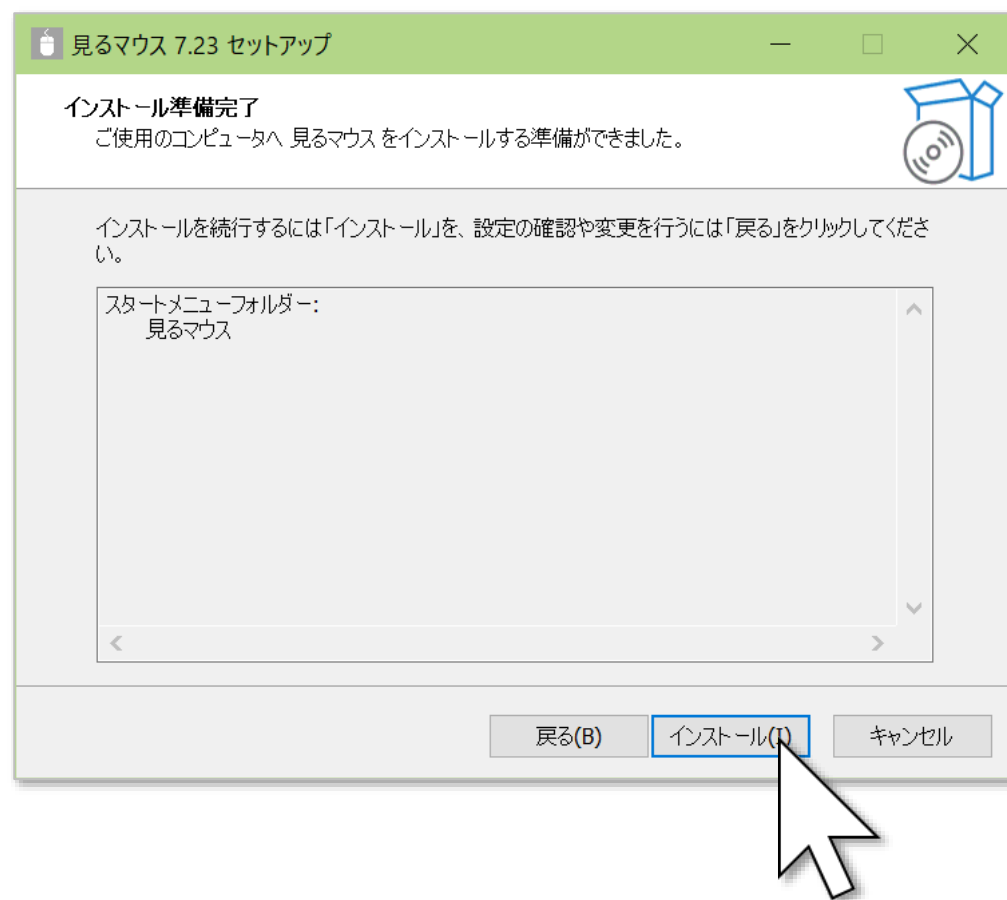 見るマウス 7.23 セットアップ
インストール準備完了
ご使用のコンピュータへ 見るマウス をインストールする準備ができました。
インストールを続行するには「インストール」を、設定の確認や変更を行うには「戻る」をクリックしてくださ
い。
スタートメニューフォルダー:
見るマウス
戻る(B)
インストール(I)
キャンセル